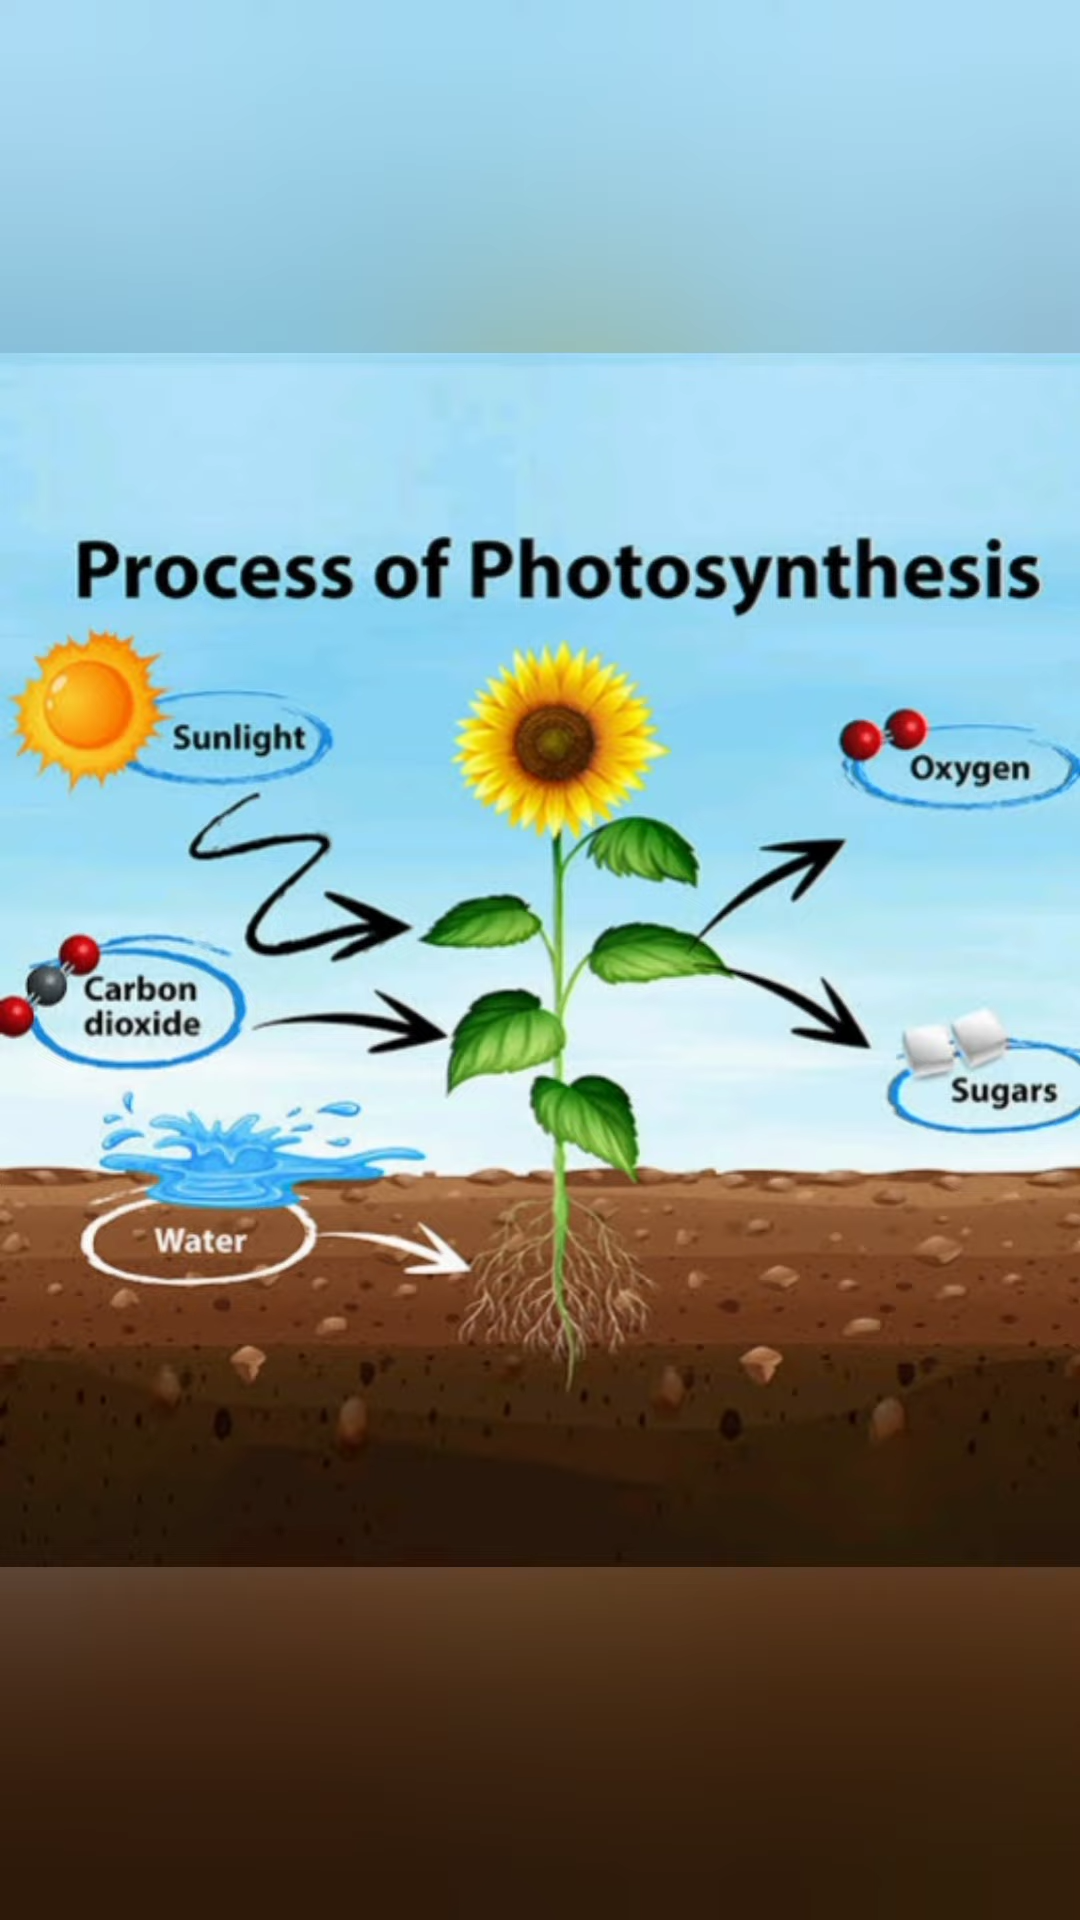 Process of Photosynthesis
Sunlight
Oxygen
Carbon
dioxide
Sugars
Water